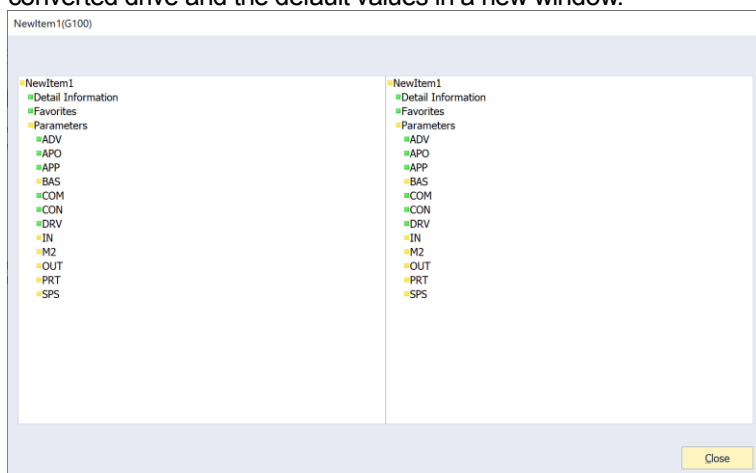 converted drive and the default values in a new window.
NewItem1(G100)
NewItem1
Detail Information
Favorites
Parameters
ADV
APO
APP
BAS
COM
CON
DRV
IN
M2
OUT
PRT
SPS
NewItem1
Detail Information
Favorites
Parameters
ADV
APO
APP
BAS
COM
CON
DRV
IN
M2
OUT
PRT
SPS
Close